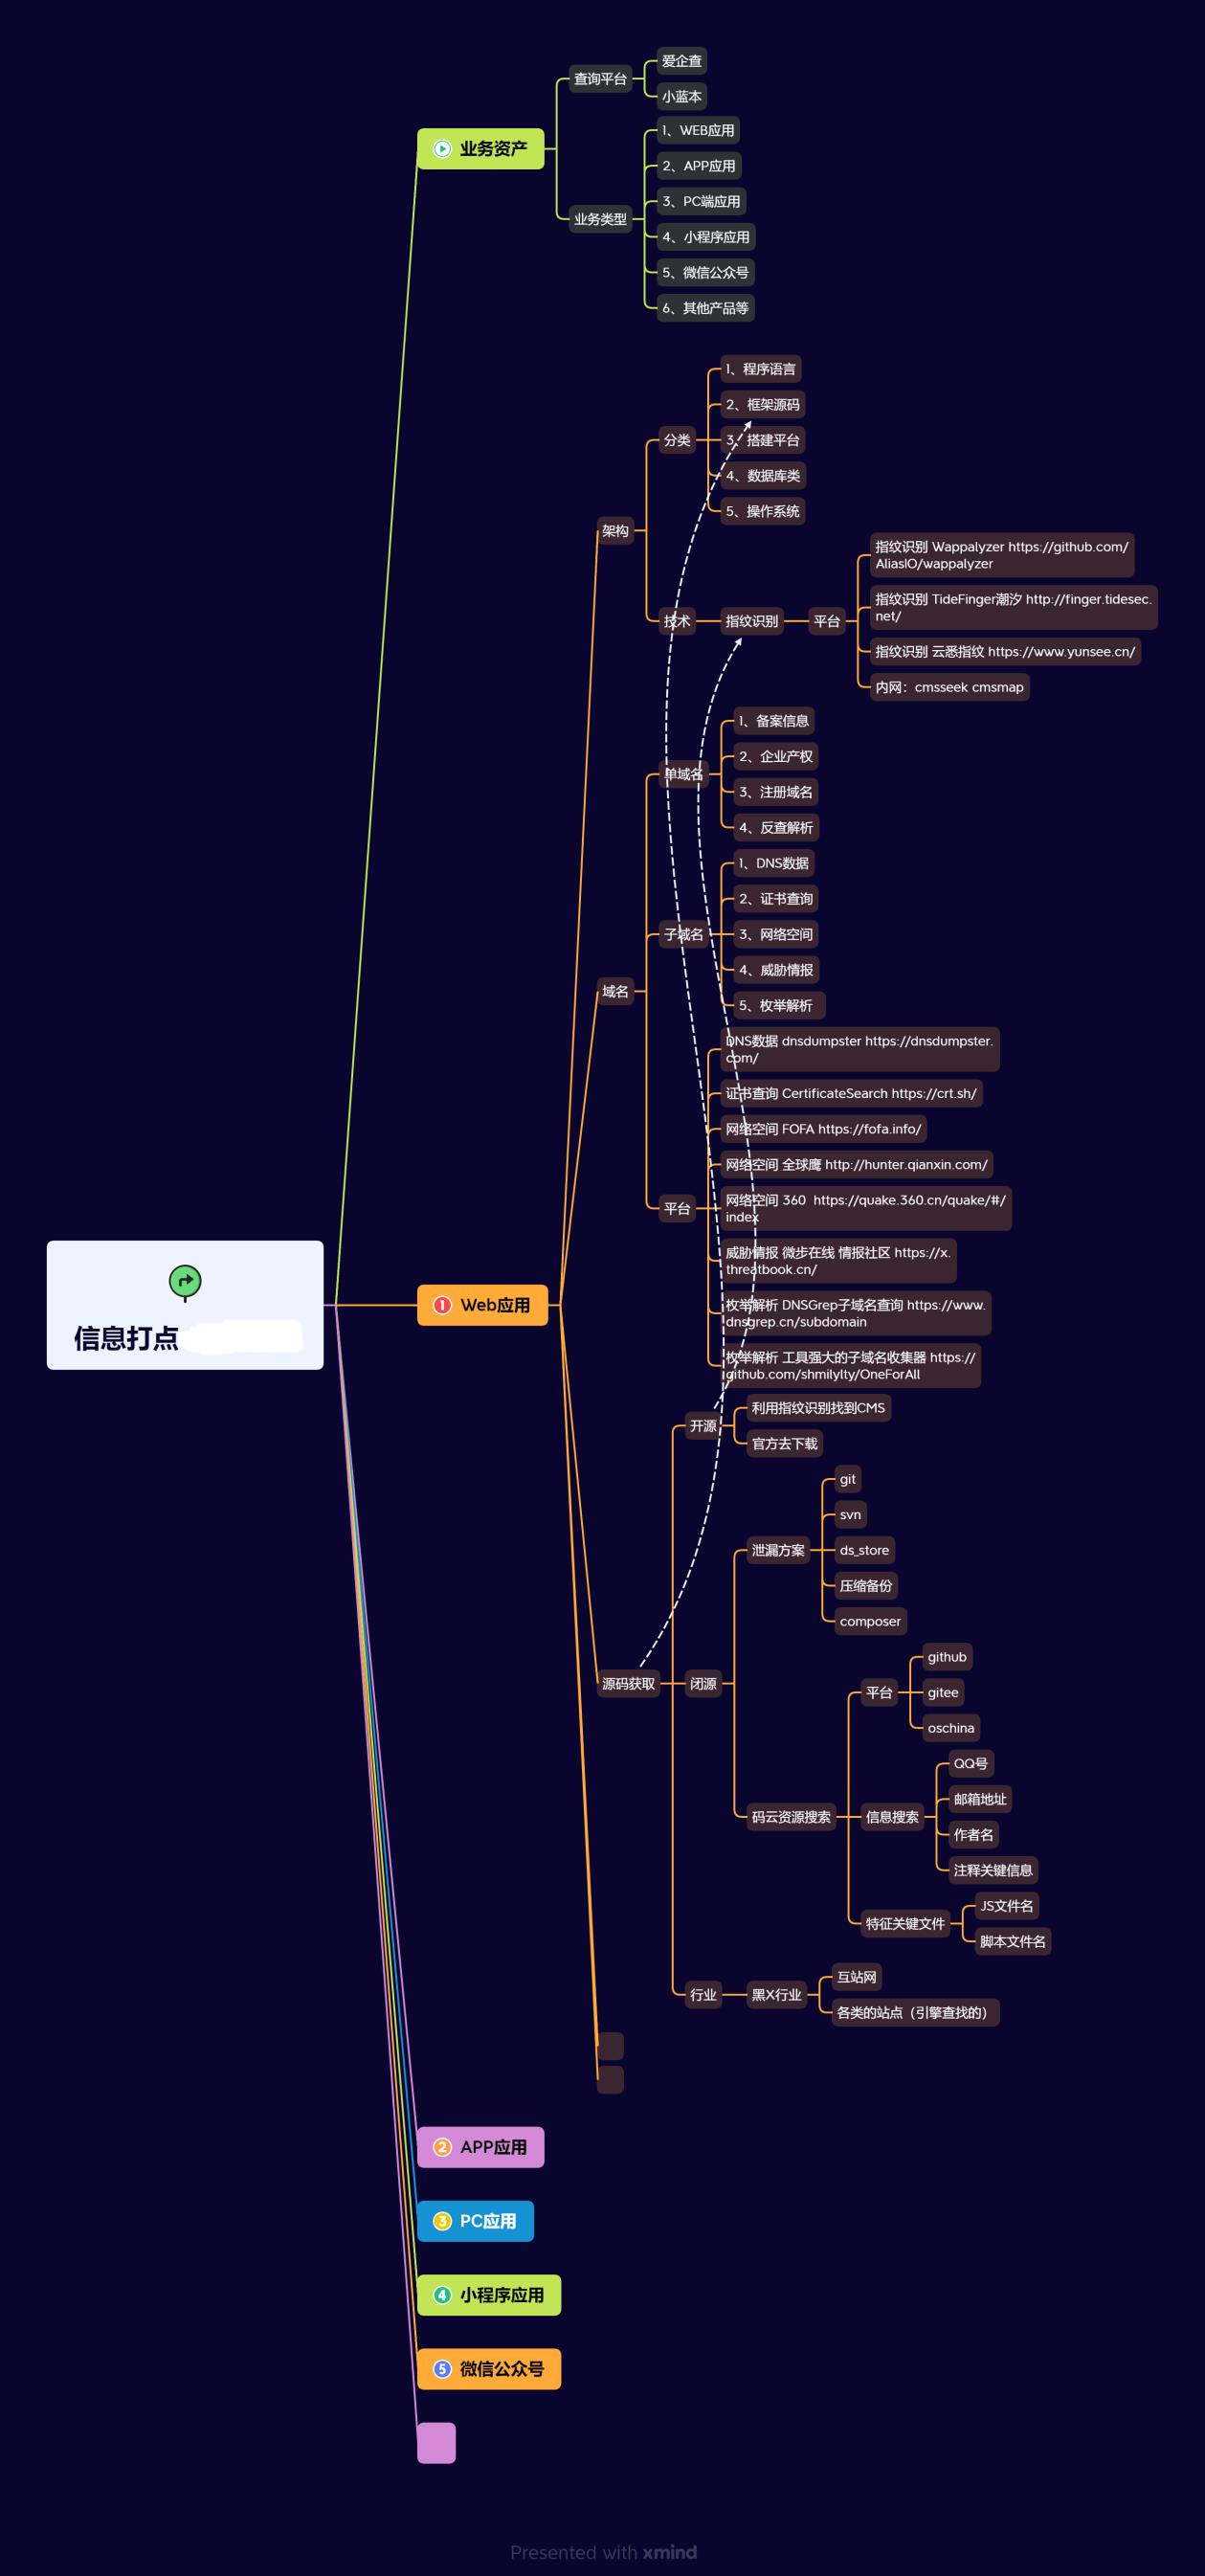 爱企查
查询平台
小蓝本
业务资产
1、WEB应用
2、APP应用
3、PC端应用
业务类型
4、小程序应用
5、微信公众号
6、其他产品等
1、程序语言
2、框架源码
分类
3、搭建平台
4、数据库类
5、操作系统
架构
指纹识别 Wappalyzer https://github.com/
AliasIO/wappalyzer
指纹识别 TideFinger潮汐 http://finger.tidesec.
net/
技术
指纹识别
平台
指纹识别 云悉指纹 https://www.yunsee.cn/
内网：cmsseek cmsmap
1、备案信息
2、企业产权
单域名
3、注册域名
4、反查解析
1、DNS数据
2、证书查询
子域名
3、网络空间
4、威胁情报
5、枚举解析
域名
DNS数据 dnsdumpster https://dnsdumpster.
com/
证书查询 CertificateSearch https://crt.sh/
网络空间 FOFA https://fofa.info/
网络空间 全球鹰 http://hunter.qianxin.com/
平台
网络空间 360  https://quake.360.cn/quake/#/
index
威胁情报 微步在线 情报社区 https://x.
threatbook.cn/
枚举解析 DNSGrep子域名查询 https://www.
dnsgrep.cn/subdomain
枚举解析 工具强大的子域名收集器 https://
github.com/shmilylty/OneForAll
信息打点
1 Web应用
开源
利用指纹识别找到CMS
官方去下载
git
svn
泄漏方案
ds_store
压缩备份
composer
源码获取
闭源
github
平台
gitee
oschina
码云资源搜索
QQ号
邮箱地址
信息搜索
作者名
注释关键信息
特征关键文件
JS文件名
脚本文件名
行业
黑X行业
互站网
各类的站点（引擎查找的）
2 APP应用
3 PC应用
4 小程序应用
5 微信公众号
Presented with xmind